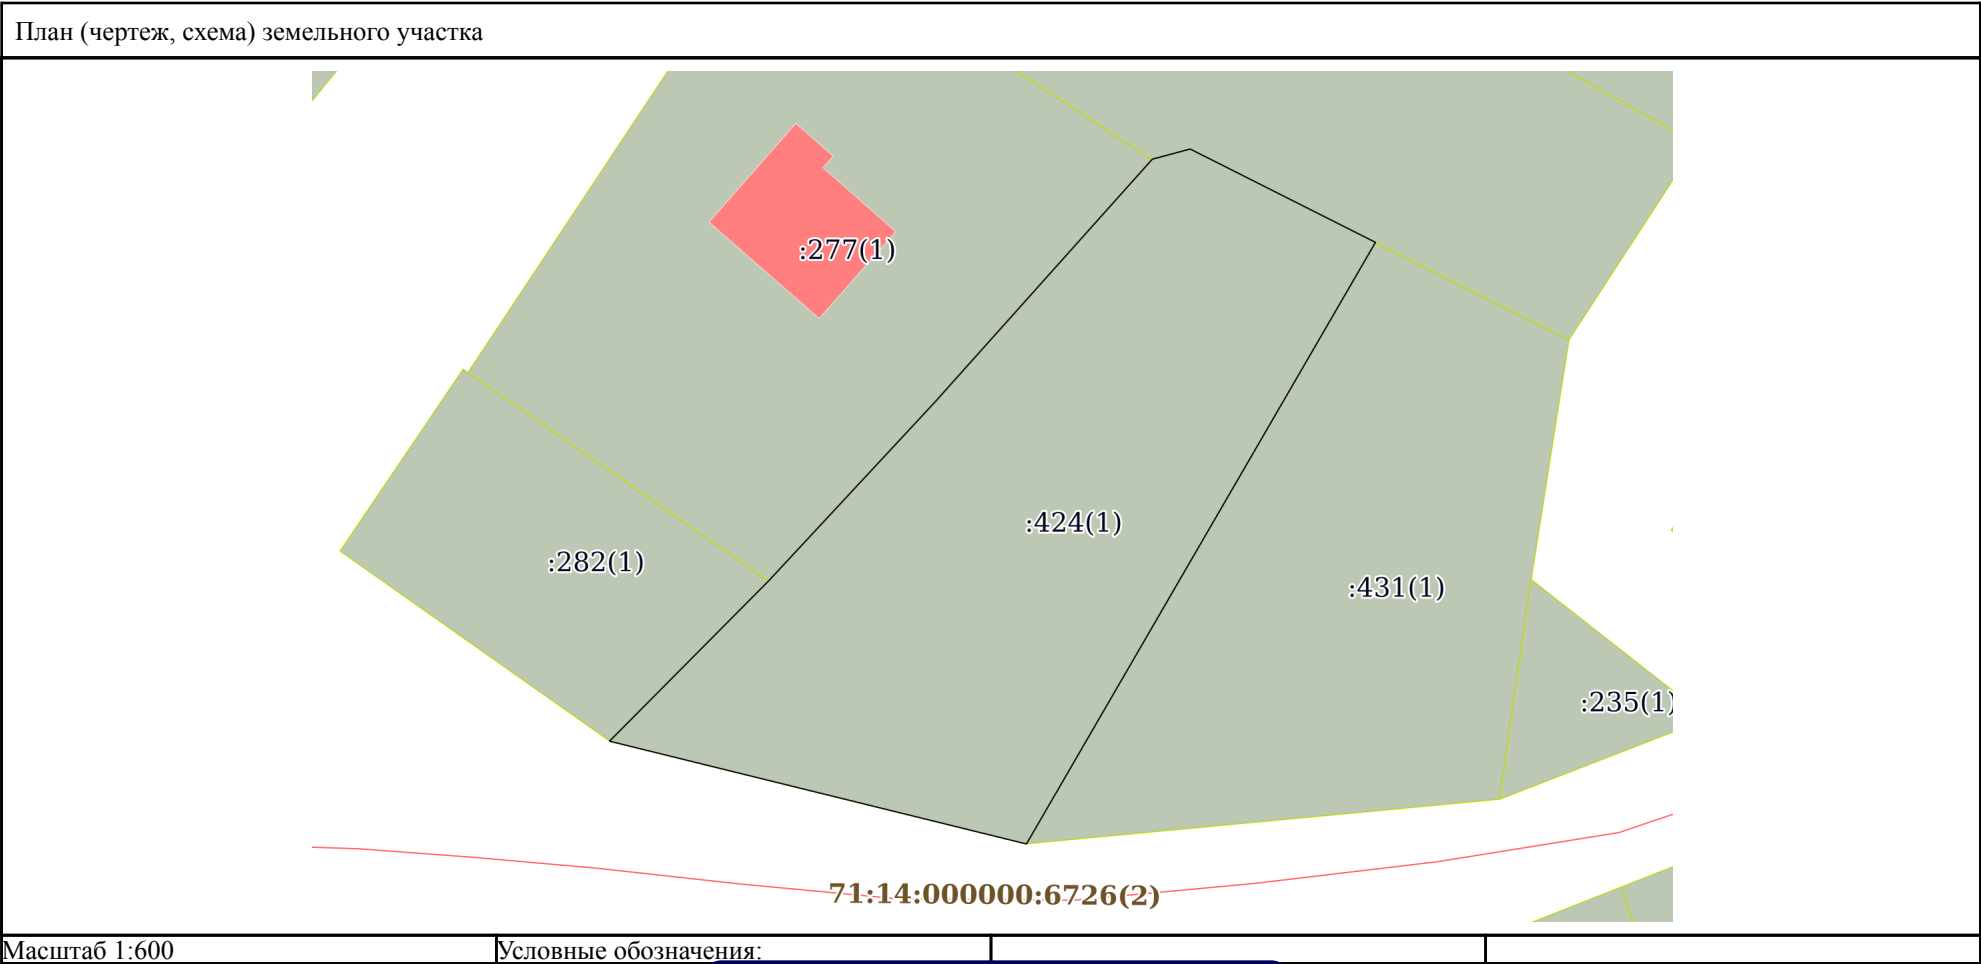 План (чертеж, схема) земельного участка
:277(1)
:424(1)
:282(1)
:431(1)
:235(1)
71:14:000000:6726(2)
Масштаб 1:600
Условные обозначения: